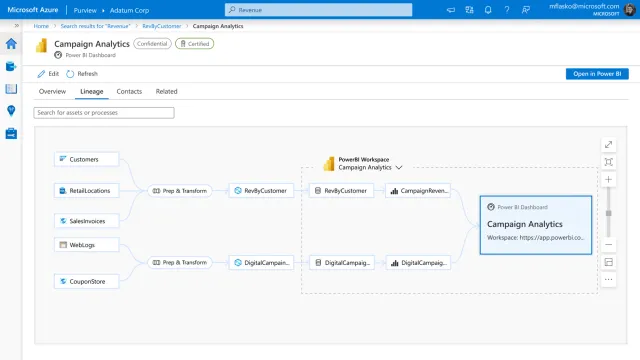 Microsoft Azure
Purview > Adatum Corp
Revenue
mflasko@microsoft.com
MICROSOFT
Home > Search results for "Revenue" > RevByCustomer > Campaign Analytics
Campaign Analytics
Confidential
Certified
Power BI Dashboard
Edit
Refresh
Open in Power BI
Overview
Lineage
Contacts
Related
Search for assets or processes
PowerBI Workspace
Campaign Analytics
Customers
RetailLocations
Prep & Transform
RevByCustomer
RevByCustomer
CampaignReven...
SalesInvoices
WebLogs
Prep & Transform
DigitalCampain...
DigitalCampaig...
DigitalCampaig...
CouponStore
Power BI Dashboard
Campaign Analytics
Workspace: https://app.powerbi.co...